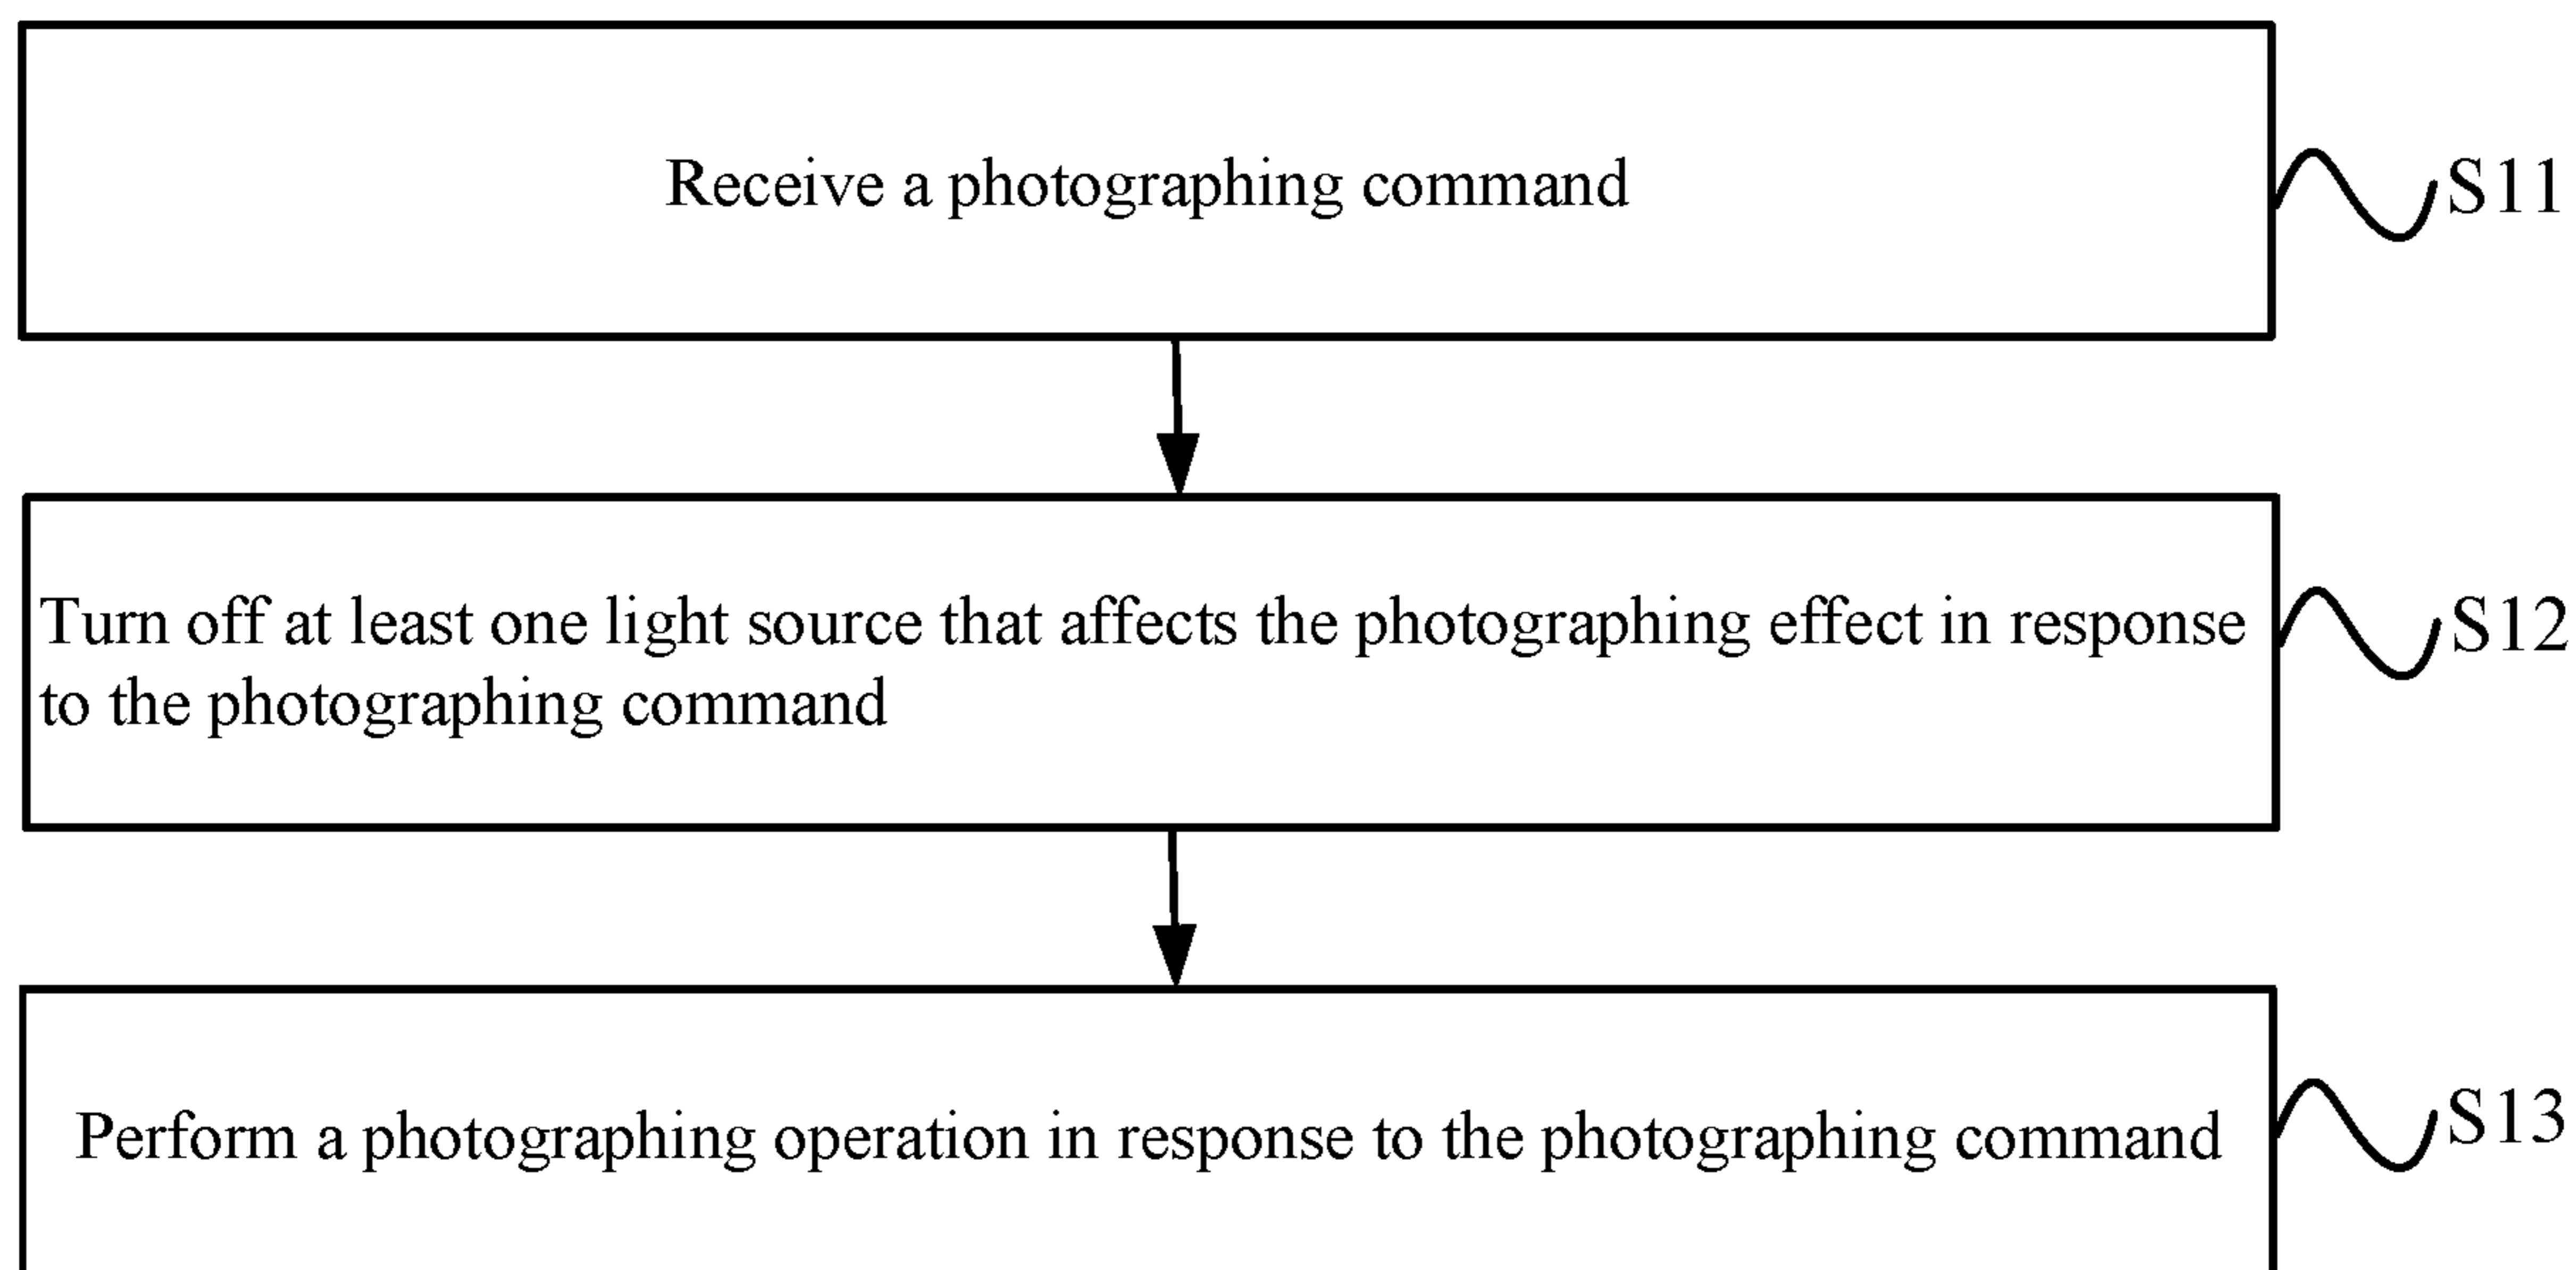 Receive a photographing command
S11
Turn off at least one light source that affects the photographing effect in response
to the photographing command
S12
Perform a photographing operation in response to the photographing command
S13